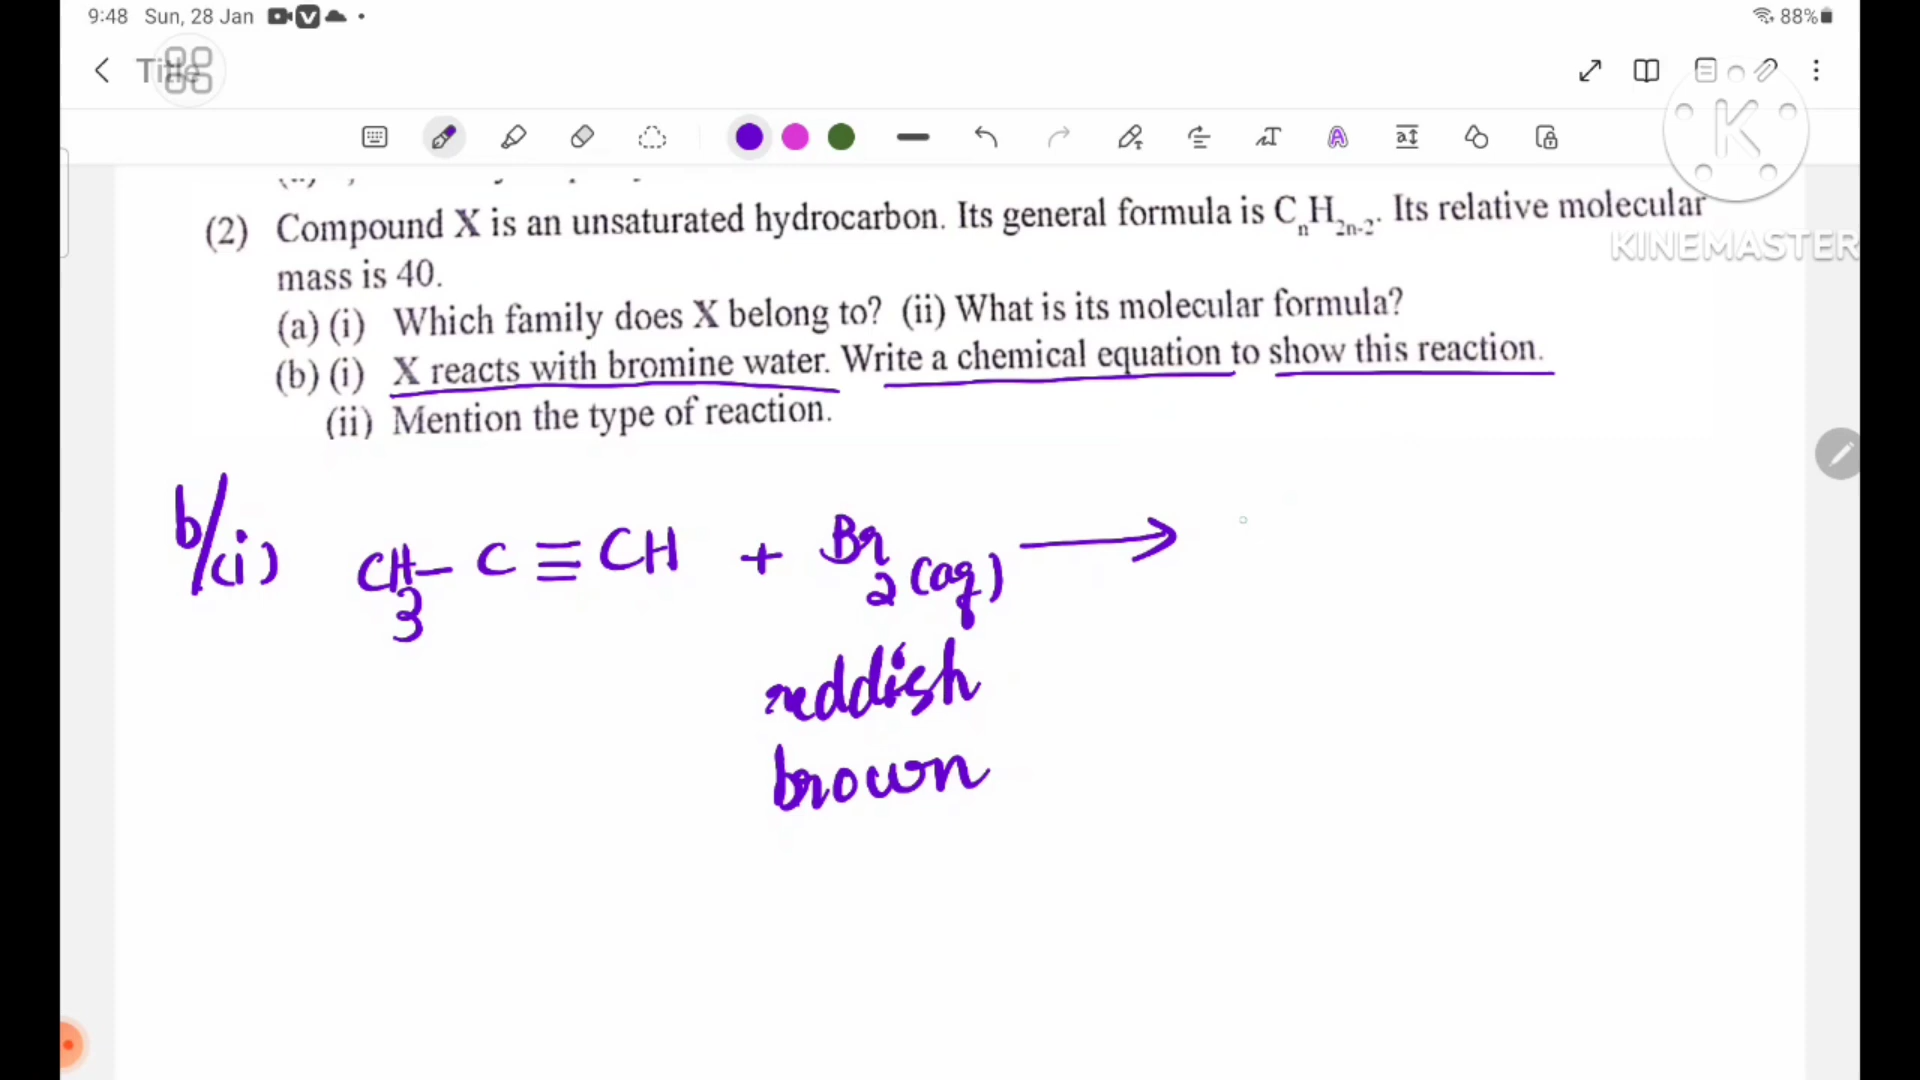 9:48 Sun, 28 Jan 88%
Title
KINEMASTER
(2) Compound X is an unsaturated hydrocarbon. Its general formula is CnH2n-2. Its relative molecular
mass is 40.
(a) (i) Which family does X belong to? (ii) What is its molecular formula?
(b) (i) X reacts with bromine water. Write a chemical equation to show this reaction.
(ii) Mention the type of reaction.
b/(i) CH3 - C ≡ CH + Br2 (aq) →
reddish
brown